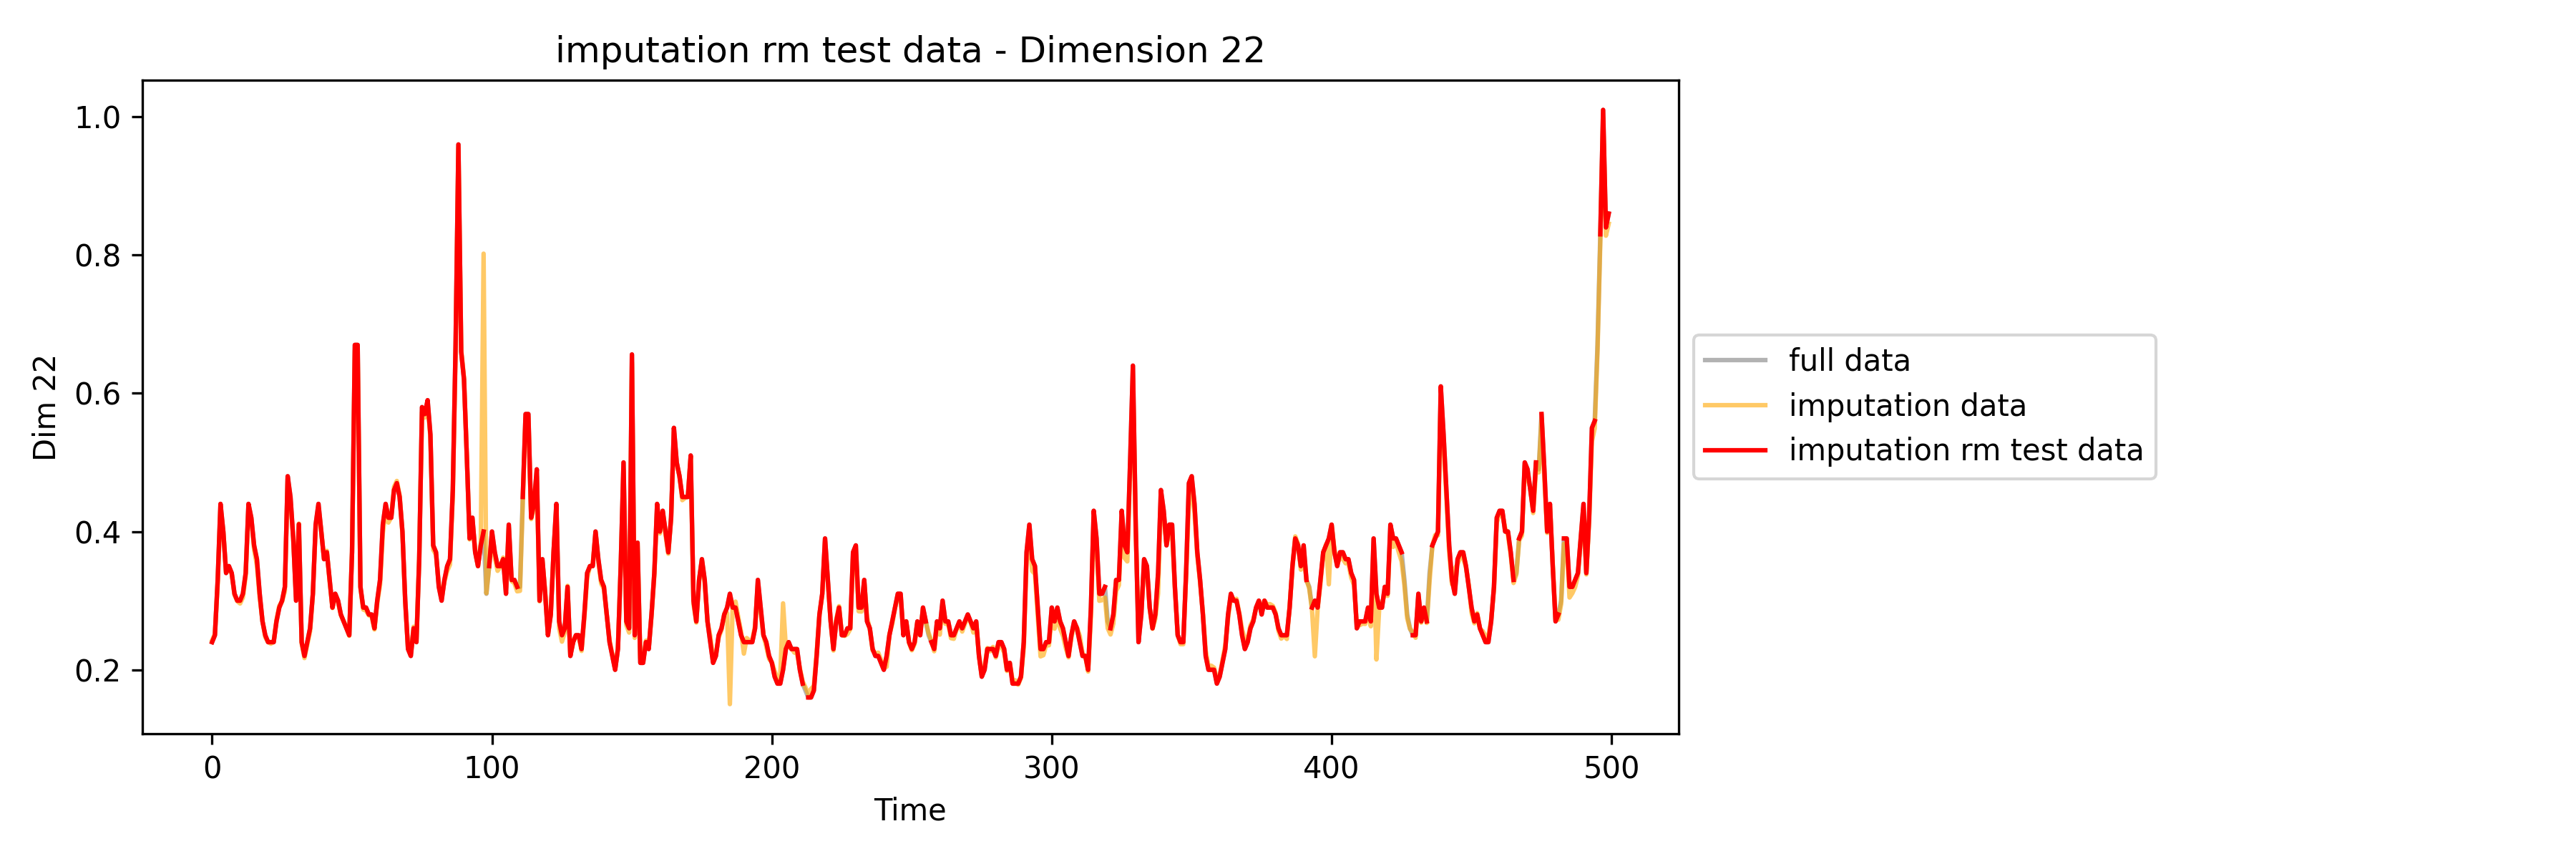 imputation rm test data - Dimension 22
Dim 22
1.0
0.8
0.6
0.4
0.2
0
100
200
300
400
500
Time
full data
imputation data
imputation rm test data